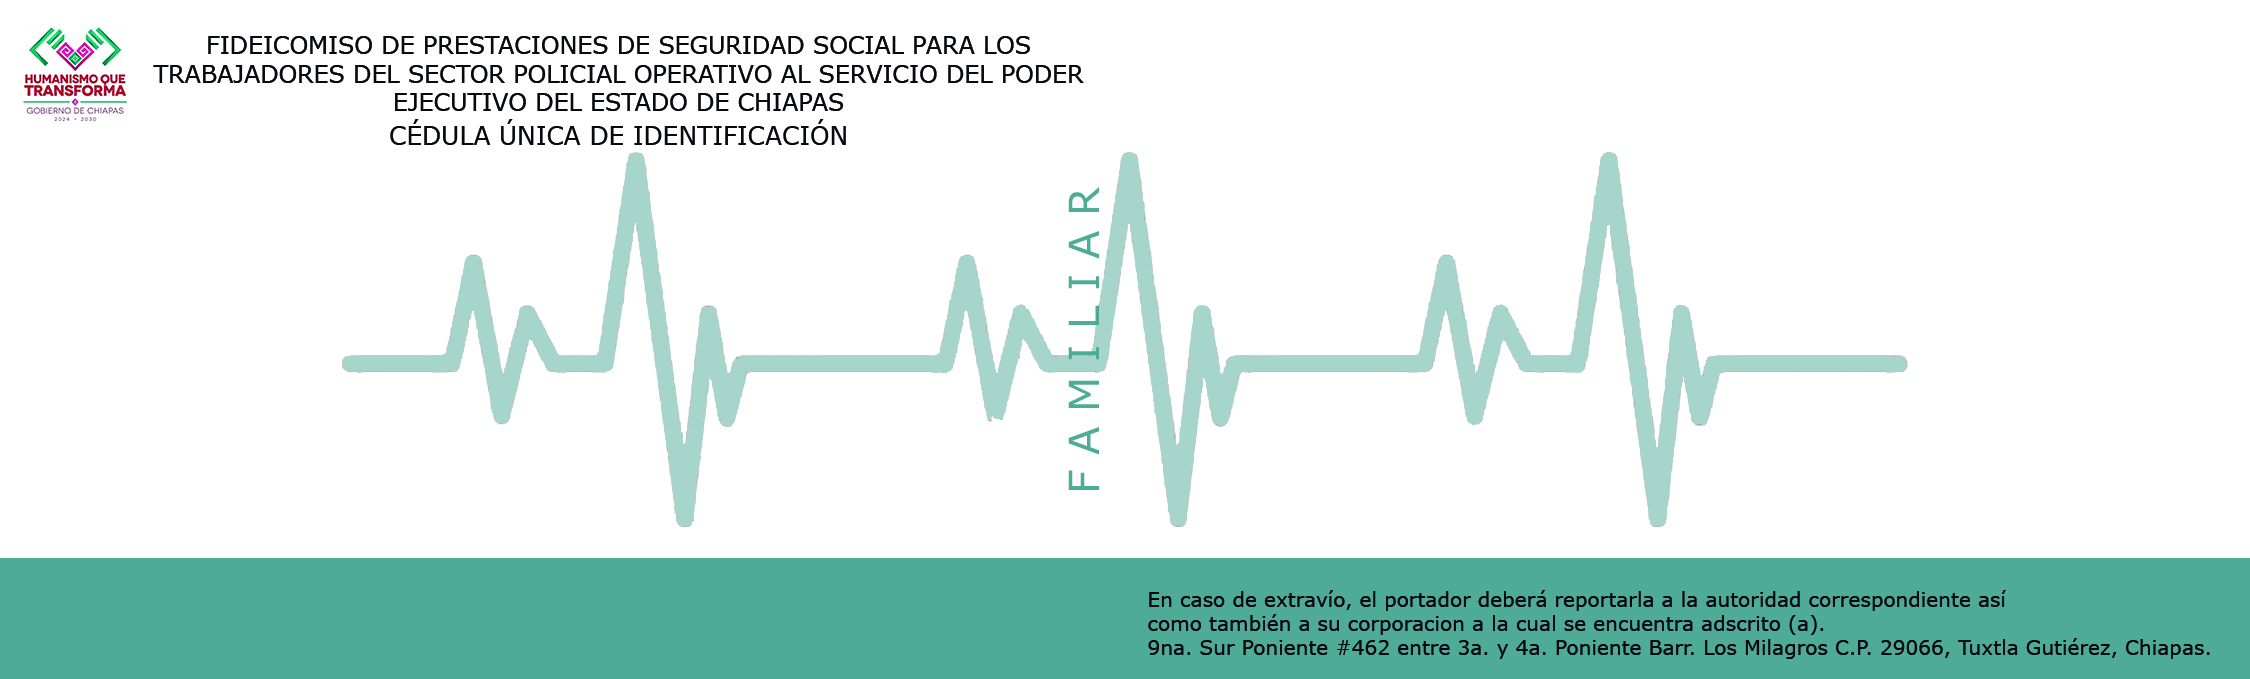 HUMANISMO QUE
TRANSFORMA
GOBIERNO DE CHIAPAS
2024 - 2030
FIDEICOMISO DE PRESTACIONES DE SEGURIDAD SOCIAL PARA LOS
TRABAJADORES DEL SECTOR POLICIAL OPERATIVO AL SERVICIO DEL PODER
EJECUTIVO DEL ESTADO DE CHIAPAS
CÉDULA ÚNICA DE IDENTIFICACIÓN
FAMILIAR
En caso de extravío, el portador deberá reportarla a la autoridad correspondiente así
como también a su corporacion a la cual se encuentra adscrito (a).
9na. Sur Poniente #462 entre 3a. y 4a. Poniente Barr. Los Milagros C.P. 29066, Tuxtla Gutiérez, Chiapas.